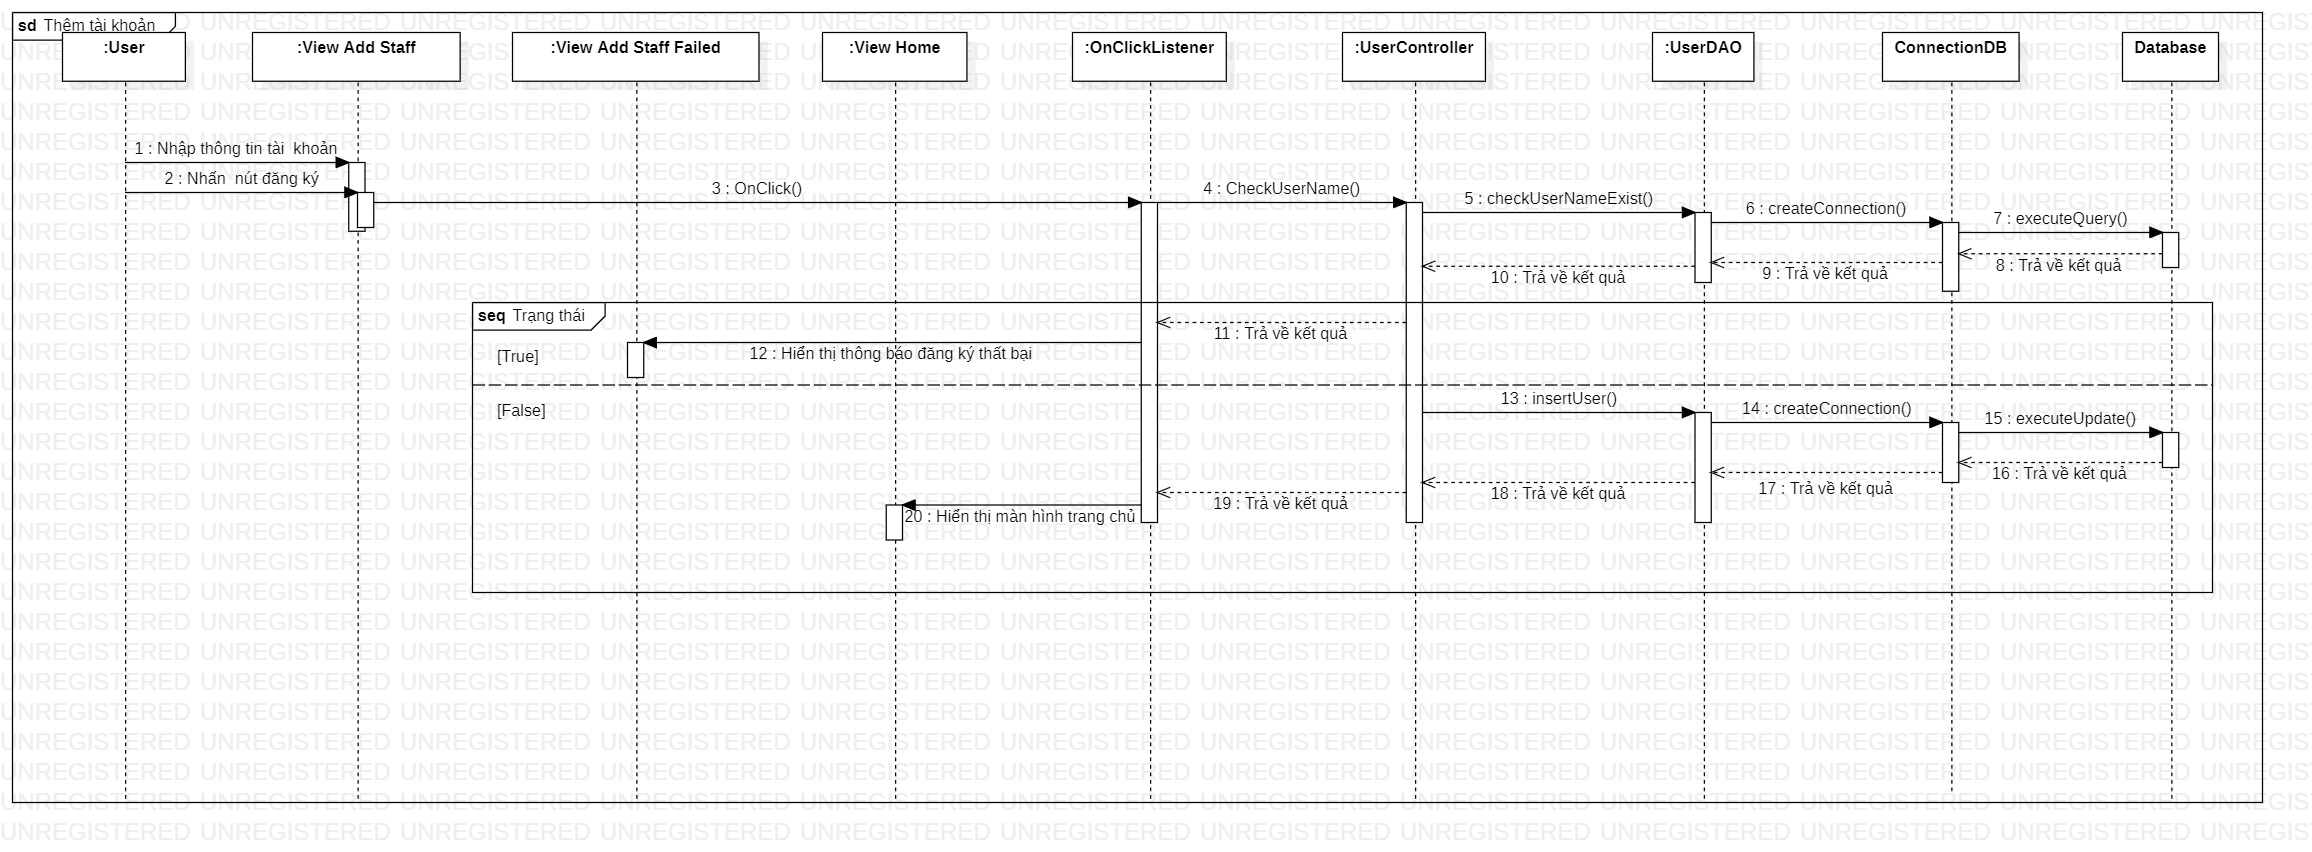 sd Thêm tài khoản
:User
:View Add Staff
:View Add Staff Failed
:View Home
:OnClickListener
:UserController
:UserDAO
ConnectionDB
Database
1 : Nhập thông tin tài khoản
2 : Nhấn nút đăng ký
3 : OnClick()
4 : CheckUserName()
5 : checkUserNameExist()
6 : createConnection()
7 : executeQuery()
8 : Trả về kết quả
9 : Trả về kết quả
10 : Trả về kết quả
seq Trạng thái
11 : Trả về kết quả
[True]
12 : Hiển thị thông báo đăng ký thất bại
[False]
13 : insertUser()
14 : createConnection()
15 : executeUpdate()
16 : Trả về kết quả
17 : Trả về kết quả
18 : Trả về kết quả
19 : Trả về kết quả
20 : Hiển thị màn hình trang chủ
UNREGISTERED